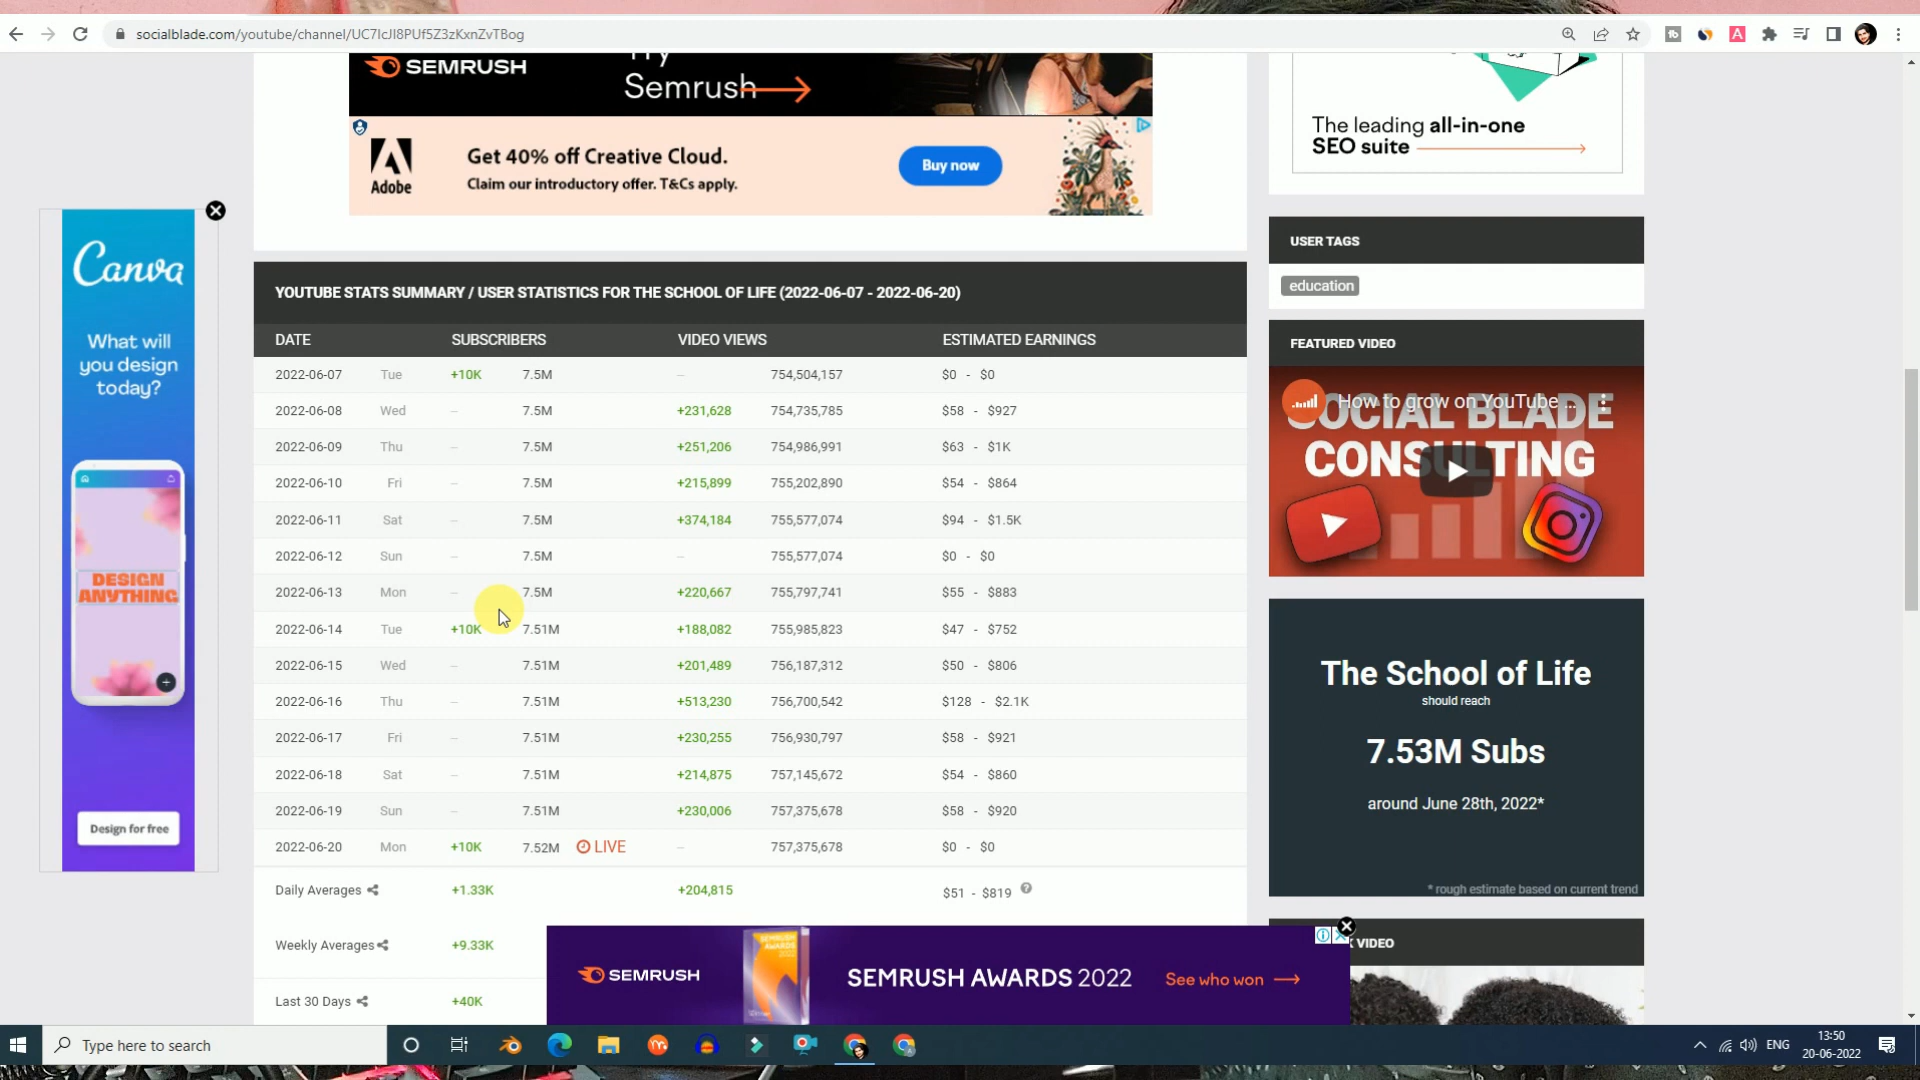 socialblade.com/youtube/channel/UC7IcJI8PUf5Z3zKxnZvTBog
SEMRUSH
Try
Semrush
Adobe
Get 40% off Creative Cloud.
Claim our introductory offer. T&Cs apply.
Buy now
The leading all-in-one
SEO suite
Canva
What will
you design
today?
DESIGN
ANYTHING
Design for free
YOUTUBE STATS SUMMARY / USER STATISTICS FOR THE SCHOOL OF LIFE (2022-06-07 - 2022-06-20)
DATE SUBSCRIBERS VIDEO VIEWS ESTIMATED EARNINGS
2022-06-07 Tue +10K 7.5M -- 754,504,157 $0 - $0
2022-06-08 Wed -- 7.5M +231,628 754,735,785 $58 - $927
2022-06-09 Thu -- 7.5M +251,206 754,986,991 $63 - $1K
2022-06-10 Fri -- 7.5M +215,899 755,202,890 $54 - $864
2022-06-11 Sat -- 7.5M +374,184 755,577,074 $94 - $1.5K
2022-06-12 Sun -- 7.5M -- 755,577,074 $0 - $0
2022-06-13 Mon -- 7.5M +220,667 755,797,741 $55 - $883
2022-06-14 Tue +10K 7.51M +188,082 755,985,823 $47 - $752
2022-06-15 Wed -- 7.51M +201,489 756,187,312 $50 - $806
2022-06-16 Thu -- 7.51M +513,230 756,700,542 $128 - $2.1K
2022-06-17 Fri -- 7.51M +230,255 756,930,797 $58 - $921
2022-06-18 Sat -- 7.51M +214,875 757,145,672 $54 - $860
2022-06-19 Sun -- 7.51M +230,006 757,375,678 $58 - $920
2022-06-20 Mon +10K 7.52M LIVE -- 757,375,678 $0 - $0
Daily Averages +1.33K +204,815 $51 - $819
Weekly Averages +9.33K
Last 30 Days +40K
SEMRUSH
SEMRUSH AWARDS 2022
See who won
USER TAGS
education
FEATURED VIDEO
How to grow on YouTube ...
SOCIAL BLADE
CONSULTING
The School of Life
should reach
7.53M Subs
around June 28th, 2022*
* rough estimate based on current trend
K VIDEO
Type here to search
ENG
13:50
20-06-2022